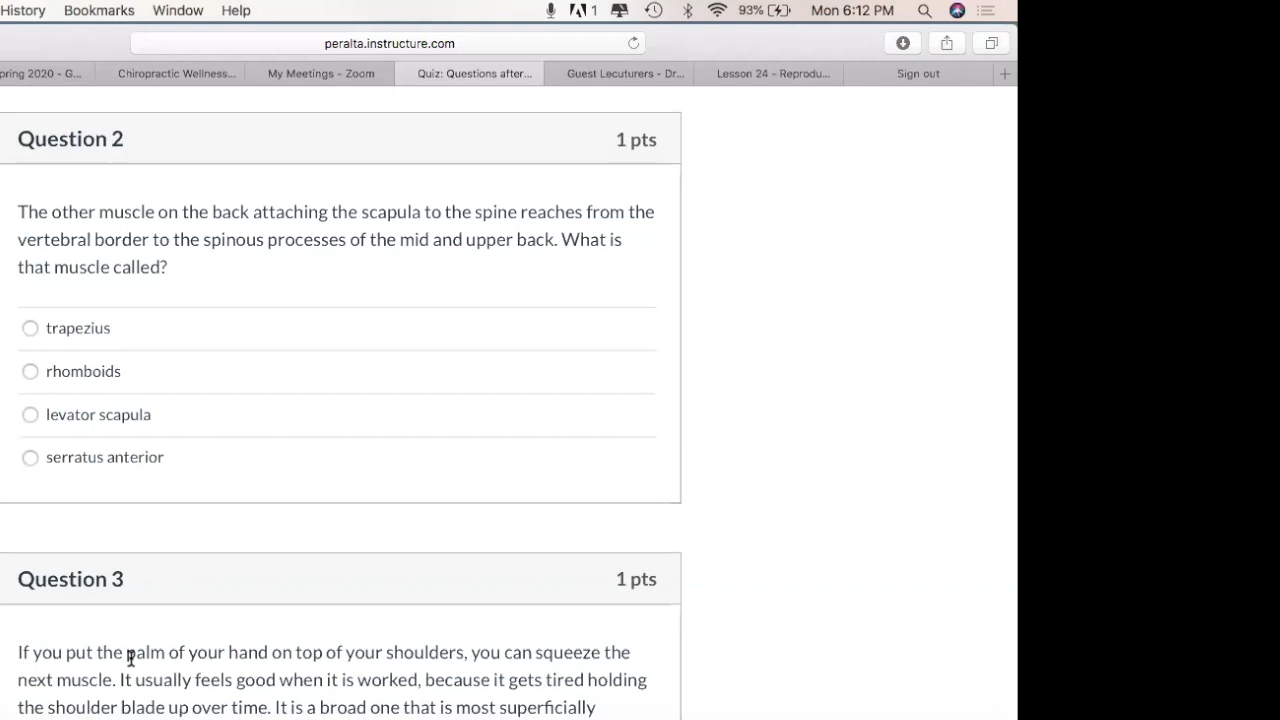 History Bookmarks Window Help 1 93% Mon 6:12 PM
peralta.instructure.com
pring 2020 - G... Chiropractic Wellness... My Meetings - Zoom Quiz: Questions after... Guest Lecuturers - Dr... Lesson 24 - Reprodu... Sign out +
Question 2 1 pts
The other muscle on the back attaching the scapula to the spine reaches from the
vertebral border to the spinous processes of the mid and upper back. What is
that muscle called?
trapezius
rhomboids
levator scapula
serratus anterior
Question 3 1 pts
If you put the palm of your hand on top of your shoulders, you can squeeze the
next muscle. It usually feels good when it is worked, because it gets tired holding
the shoulder blade up over time. It is a broad one that is most superficially